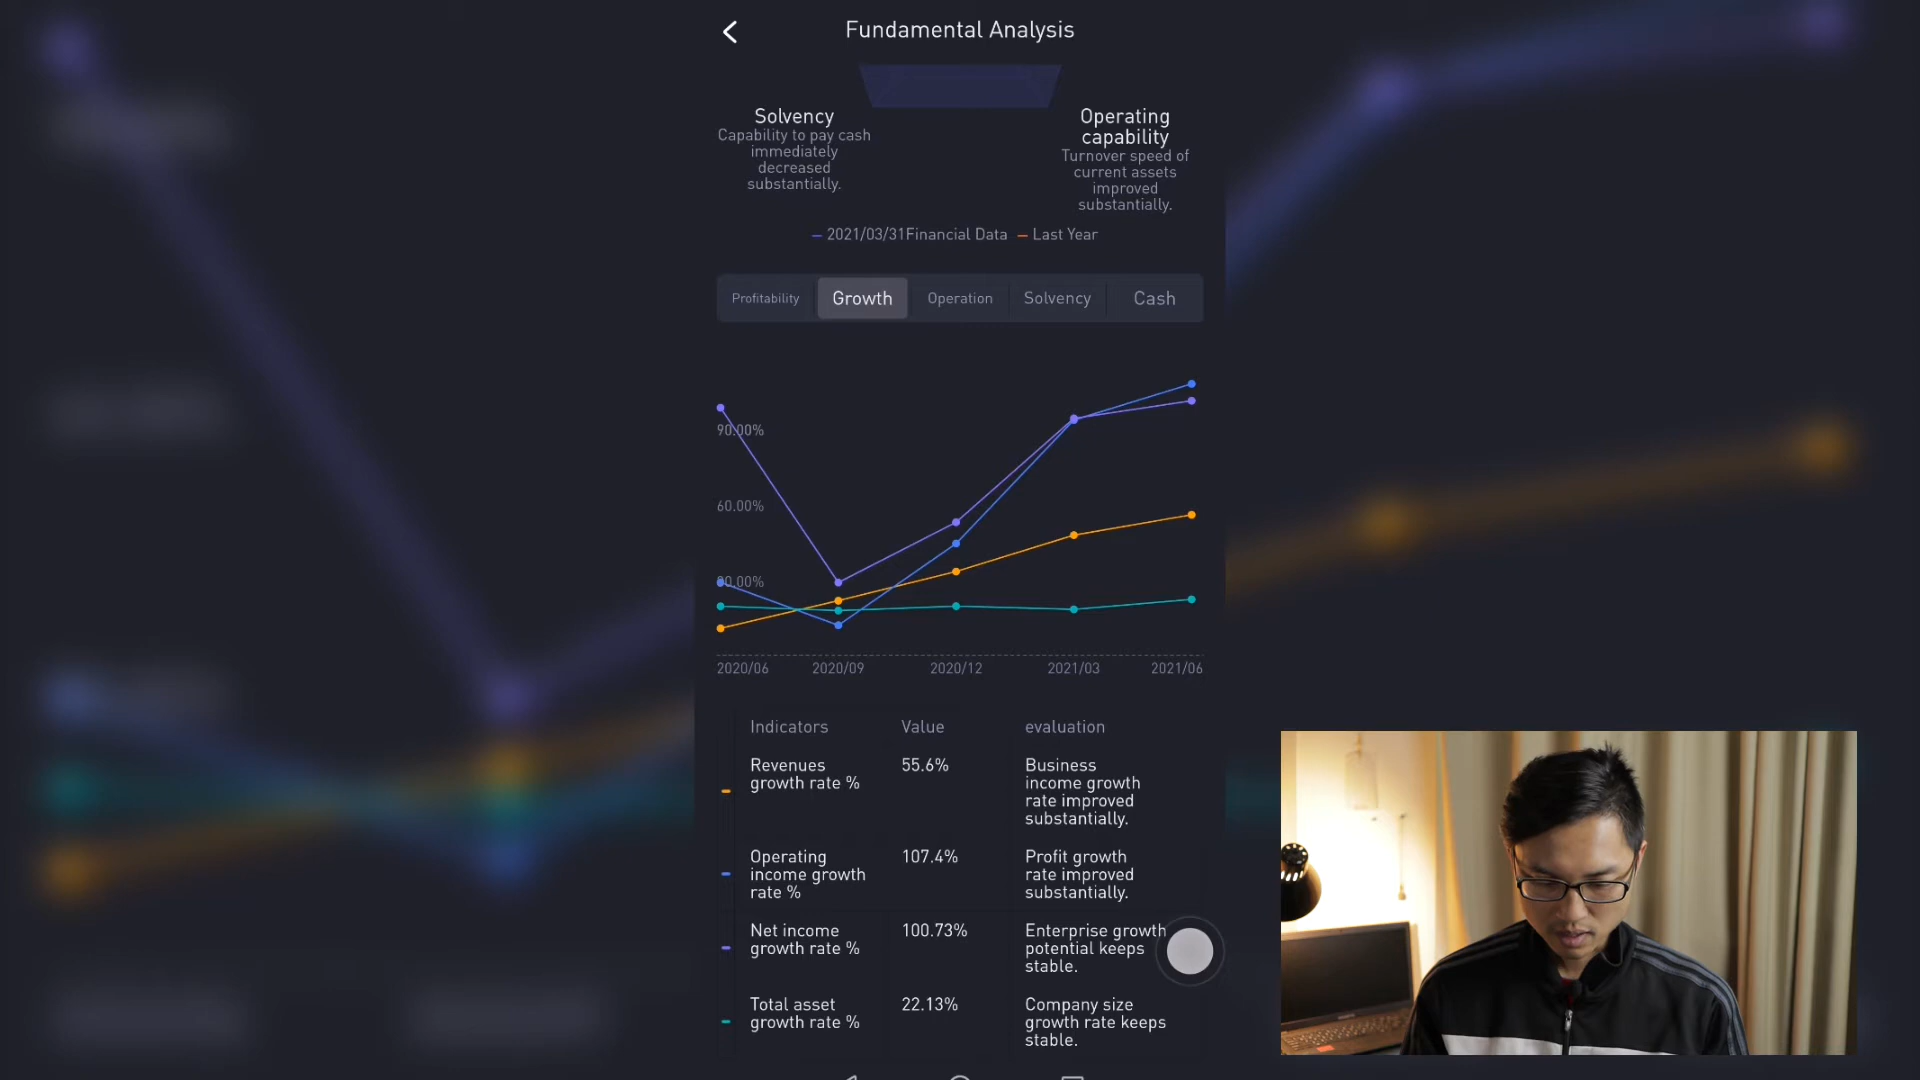 Fundamental Analysis
Solvency
Capability to pay cash
immediately
decreased
substantially.
Operating
capability
Turnover speed of
current assets
improved
substantially.
2021/03/31Financial Data
Last Year
Profitability
Growth
Operation
Solvency
Cash
90.00%
60.00%
30.00%
2020/06
2020/09
2020/12
2021/03
2021/06
Indicators
Value
evaluation
Revenues
growth rate %
55.6%
Business
income growth
rate improved
substantially.
Operating
income growth
rate %
107.4%
Profit growth
rate improved
substantially.
Net income
growth rate %
100.73%
Enterprise growth
potential keeps
stable.
Total asset
growth rate %
22.13%
Company size
growth rate keeps
stable.